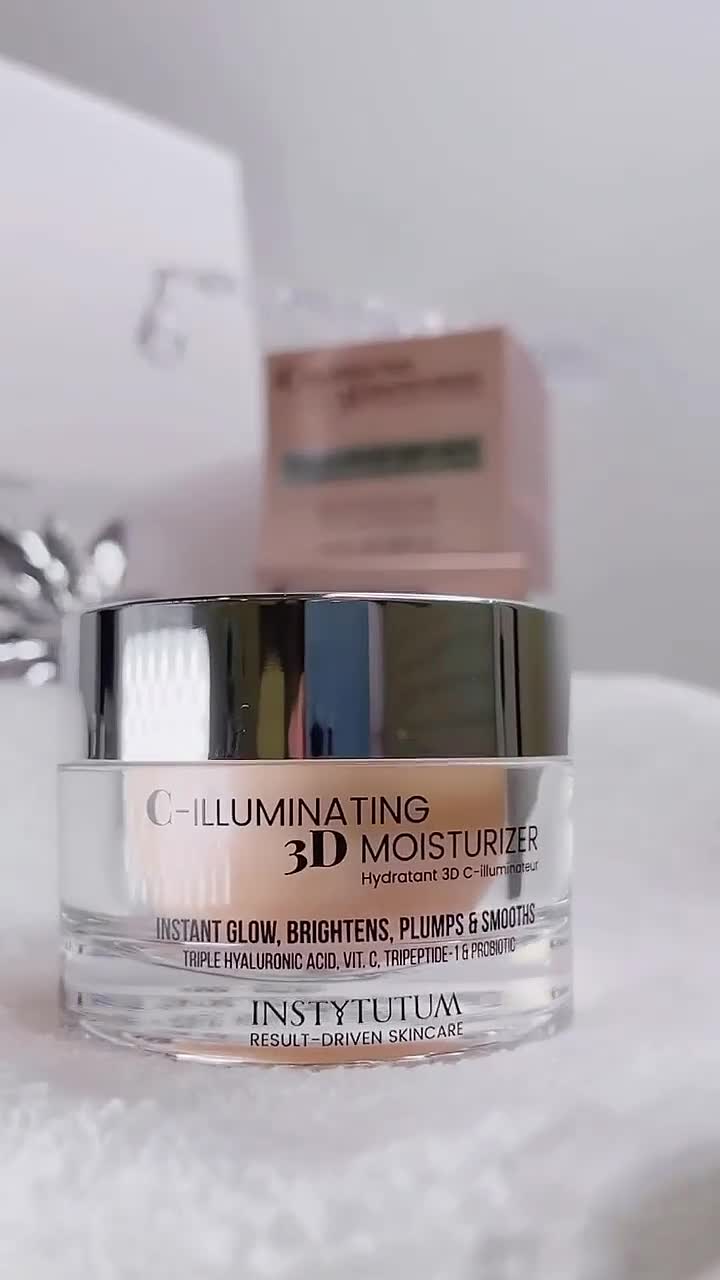 C-ILLUMINATING
3D MOISTURIZER
Hydratant 3D C-illuminateur
INSTANT GLOW, BRIGHTENS, PLUMPS & SMOOTHS
TRIPLE HYALURONIC ACID, VIT. C, TRIPEPTIDE-1 & PROBIOTIC
INSTYTUTUM
RESULT-DRIVEN SKINCARE